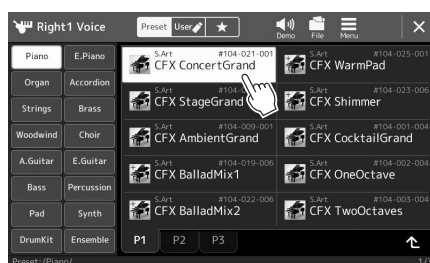 Right1 Voice
Preset User ★
Demo File Menu
Piano E.Piano
Organ Accordion
Strings Brass
Woodwind Choir
A.Guitar E.Guitar
Bass Percussion
Pad Synth
DrumKit Ensemble
S.Art #104-021-001
CFX ConcertGrand
S.Art #104-025-001
CFX WarmPad
S.Art
CFX StageGrand
S.Art #104-023-006
CFX Shimmer
S.Art #104-009-001
CFX AmbientGrand
S.Art #104-001-004
CFX CocktailGrand
S.Art #104-019-006
CFX BalladMix1
S.Art #104-002-004
CFX OneOctave
S.Art #104-022-006
CFX BalladMix2
S.Art #104-003-004
CFX TwoOctaves
P1 P2 P3
Preset:/Piano/